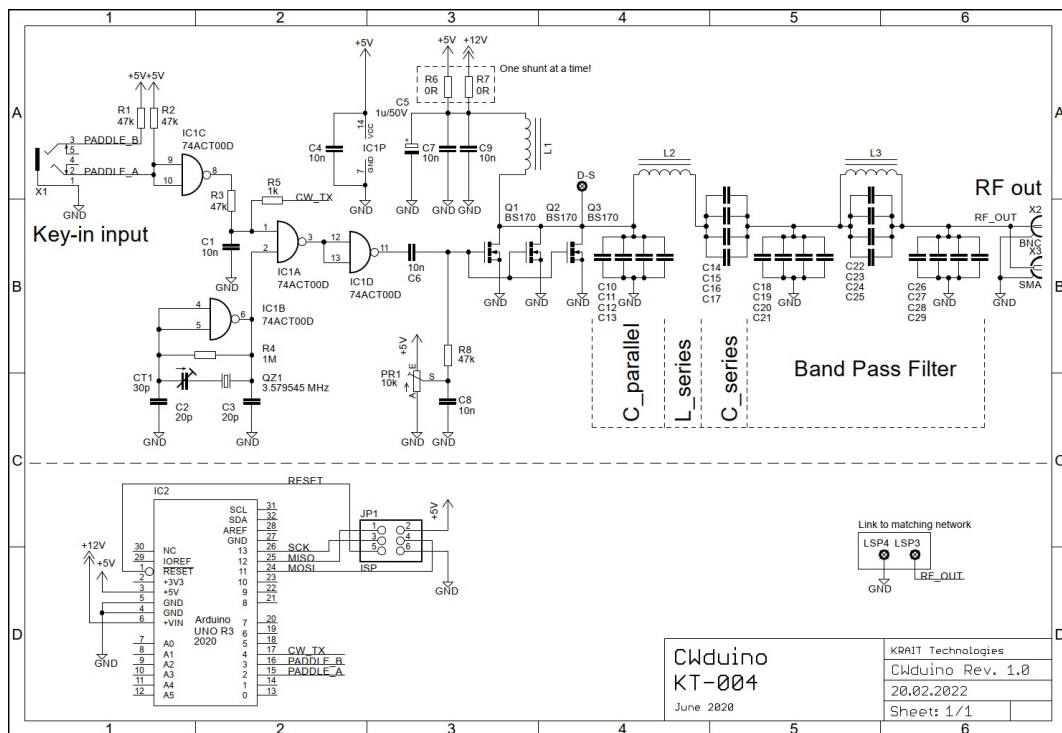 1 2 3 4 5 6
A
B
C
D
+5V+5V
R1
47k
R2
47k
3 PADDLE_B
5
4
2 PADDLE_A
1
X1
GND
IC1C
74ACT00D
9
10
8
R3
47k
R5
1k
CW_TX
C1
10n
GND
Key-in input
1
2
3
IC1A
74ACT00D
12
13
11
IC1D
74ACT00D
4
5
6
IC1B
74ACT00D
R4
1M
CT1
30p
QZ1
3.579545 MHz
C2
20p
C3
20p
GND
GND
+5V
C4
10n
14
VCC
IC1P
GND
7
GND
+5V
+12V
R6
0R
R7
0R
One shunt at a time!
C5
1u/50V
C7
10n
C9
10n
GND
GND GND
L1
10n
C6
+5V
PR1
10k
E
S
A
R8
47k
C8
10n
GND
GND
D-S
Q1
BS170
Q2
BS170
Q3
BS170
GND
GND
GND
L2
L3
C10
C11
C12
C13
GND
C14
C15
C16
C17
C18
C19
C20
C21
GND
C22
C23
C24
C25
C26
C27
C28
C29
GND
RF out
RF_OUT
X2
BNC
X3
SMA
GND
C_parallel
L_series
C_series
Band Pass Filter
RESET
IC2
SCL 31
SDA 32
AREF 28
GND 27
13 26 SCK
12 25 MISO
11 24 MOSI
10 23
9 22
8 21
7 20
6 19
5 18
4 17 CW_TX
3 16 PADDLE_B
2 15 PADDLE_A
1 14
0 13
+12V
+5V
30 NC
29 IOREF
1 RESET
2 +3V3
3 +5V
5 GND
4 GND
6 +VIN
7 A0
8 A1
9 A2
10 A3
11 A4
12 A5
GND
Arduino
UNO R3
2020
JP1
1 2
3 4
5 6
ISP
+5V
GND
Link to matching network
LSP4 LSP3
GND
RF_OUT
CWduino
KT-004
June 2020
KRAIT Technologies
CWduino Rev. 1.0
20.02.2022
Sheet: 1/1
A
B
C
D
1 2 3 4 5 6